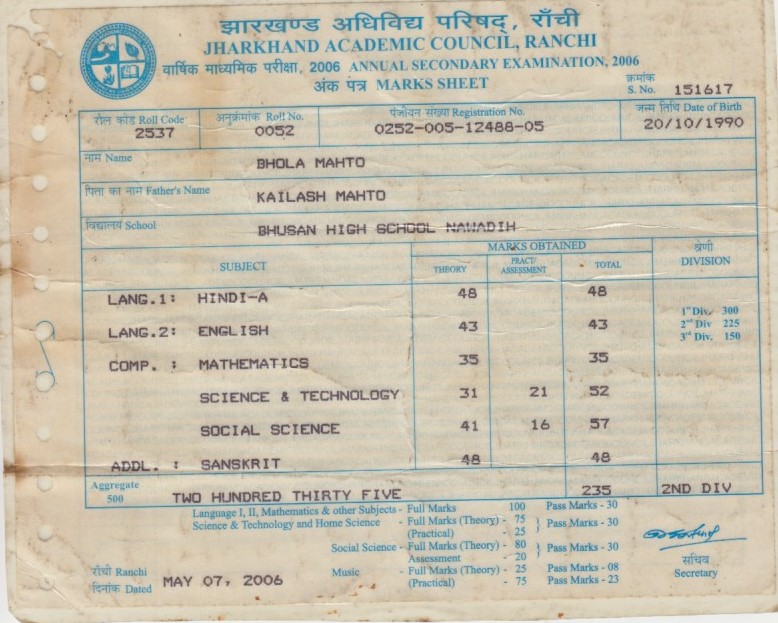 झारखण्ड अधिविद्य परिषद्, राँची
JHARKHAND ACADEMIC COUNCIL, RANCHI
वार्षिक माध्यमिक परीक्षा, 2006 ANNUAL SECONDARY EXAMINATION, 2006
अंक पत्र MARKS SHEET
क्रमांक
S. No. 151617
रोल कोड Roll Code अनुक्रमांक Roll No. पंजीयन संख्या Registration No. जन्म तिथि Date of Birth
2537 0052 0252-005-12488-05 20/10/1990
नाम Name BHOLA MAHTO
पिता का नाम Father's Name KAILASH MAHTO
विद्यालय School BHUSAN HIGH SCHOOL NAWADIH
SUBJECT MARKS OBTAINED श्रेणी DIVISION
THEORY PRACT/ASSESSMENT TOTAL
LANG.1: HINDI-A 48 48
LANG.2: ENGLISH 43 43
COMP. : MATHEMATICS 35 35
SCIENCE & TECHNOLOGY 31 21 52
SOCIAL SCIENCE 41 16 57
ADDL. : SANSKRIT 48 48
1st Div. 300
2nd Div 225
3rd Div. 150
Aggregate 500 TWO HUNDRED THIRTY FIVE 235 2ND DIV
Language I, II, Mathematics & other Subjects - Full Marks 100 Pass Marks - 30
Science & Technology and Home Science - Full Marks (Theory) - 75 } Pass Marks - 30
(Practical) - 25
Social Science - Full Marks (Theory) - 80 } Pass Marks - 30
Assessment - 20
Music - Full Marks (Theory) - 25 Pass Marks - 08
(Practical) - 75 Pass Marks - 23
राँची Ranchi
दिनांक Dated MAY 07, 2006
सचिव
Secretary